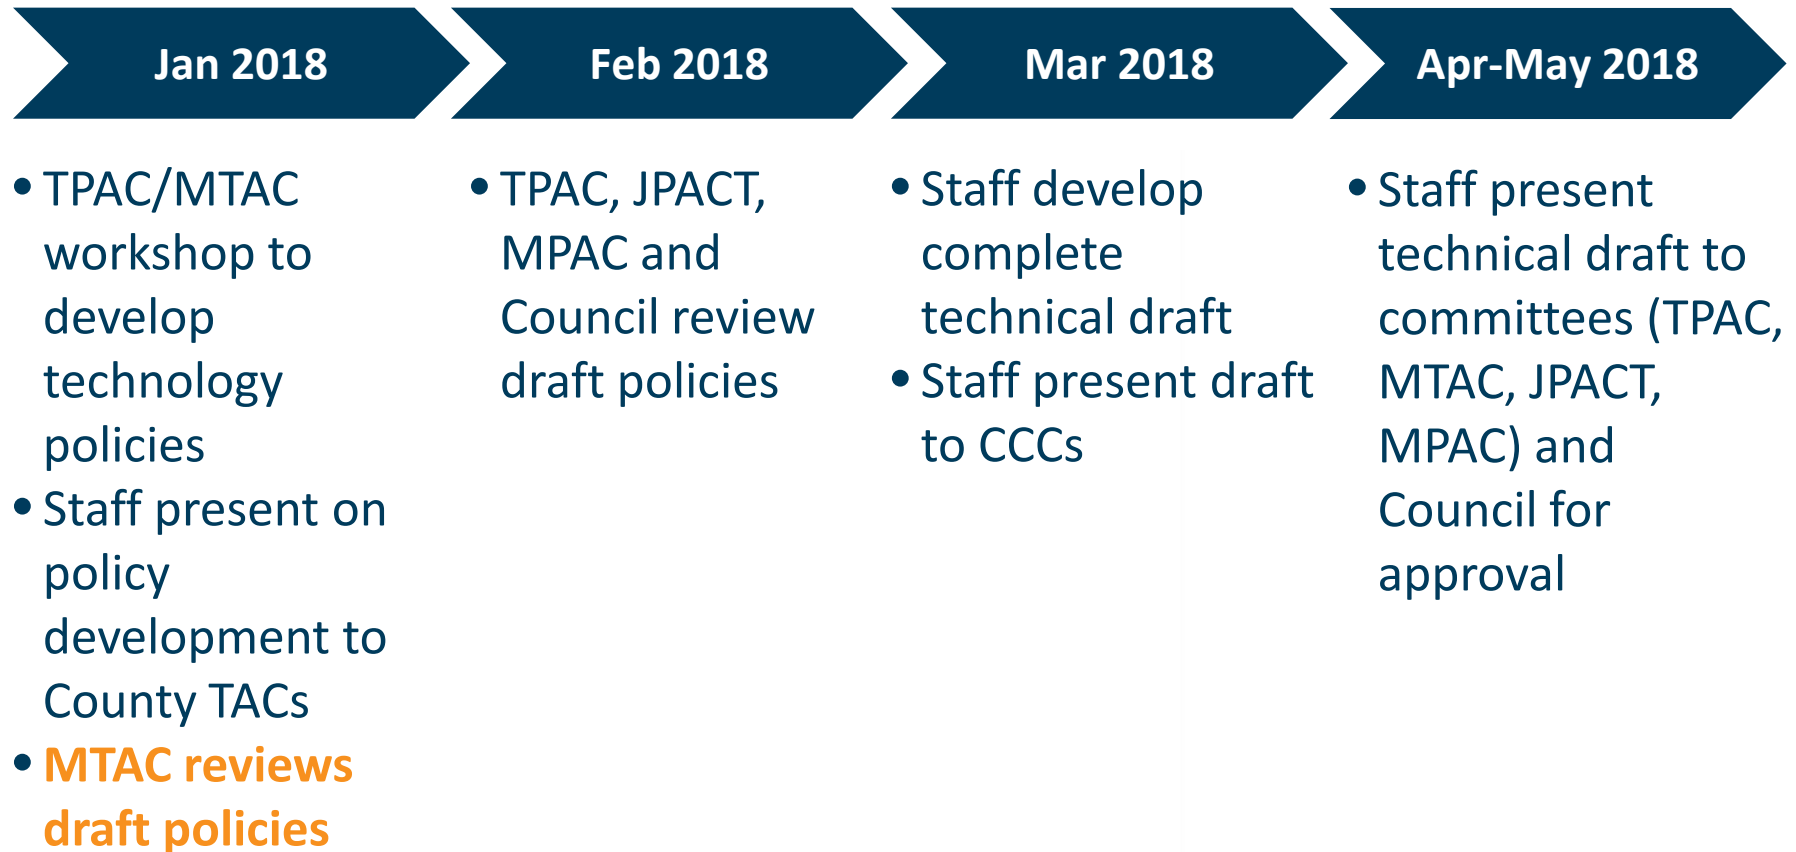 Jan 2018
Feb 2018
Mar 2018
Apr-May 2018
• TPAC/MTAC
workshop to
develop
technology
policies
• Staff present on
policy
development to
County TACs
• MTAC reviews
draft policies
• TPAC, JPACT,
MPAC and
Council review
draft policies
• Staff develop
complete
technical draft
• Staff present draft
to CCCs
• Staff present
technical draft to
committees (TPAC,
MTAC, JPACT,
MPAC) and
Council for
approval